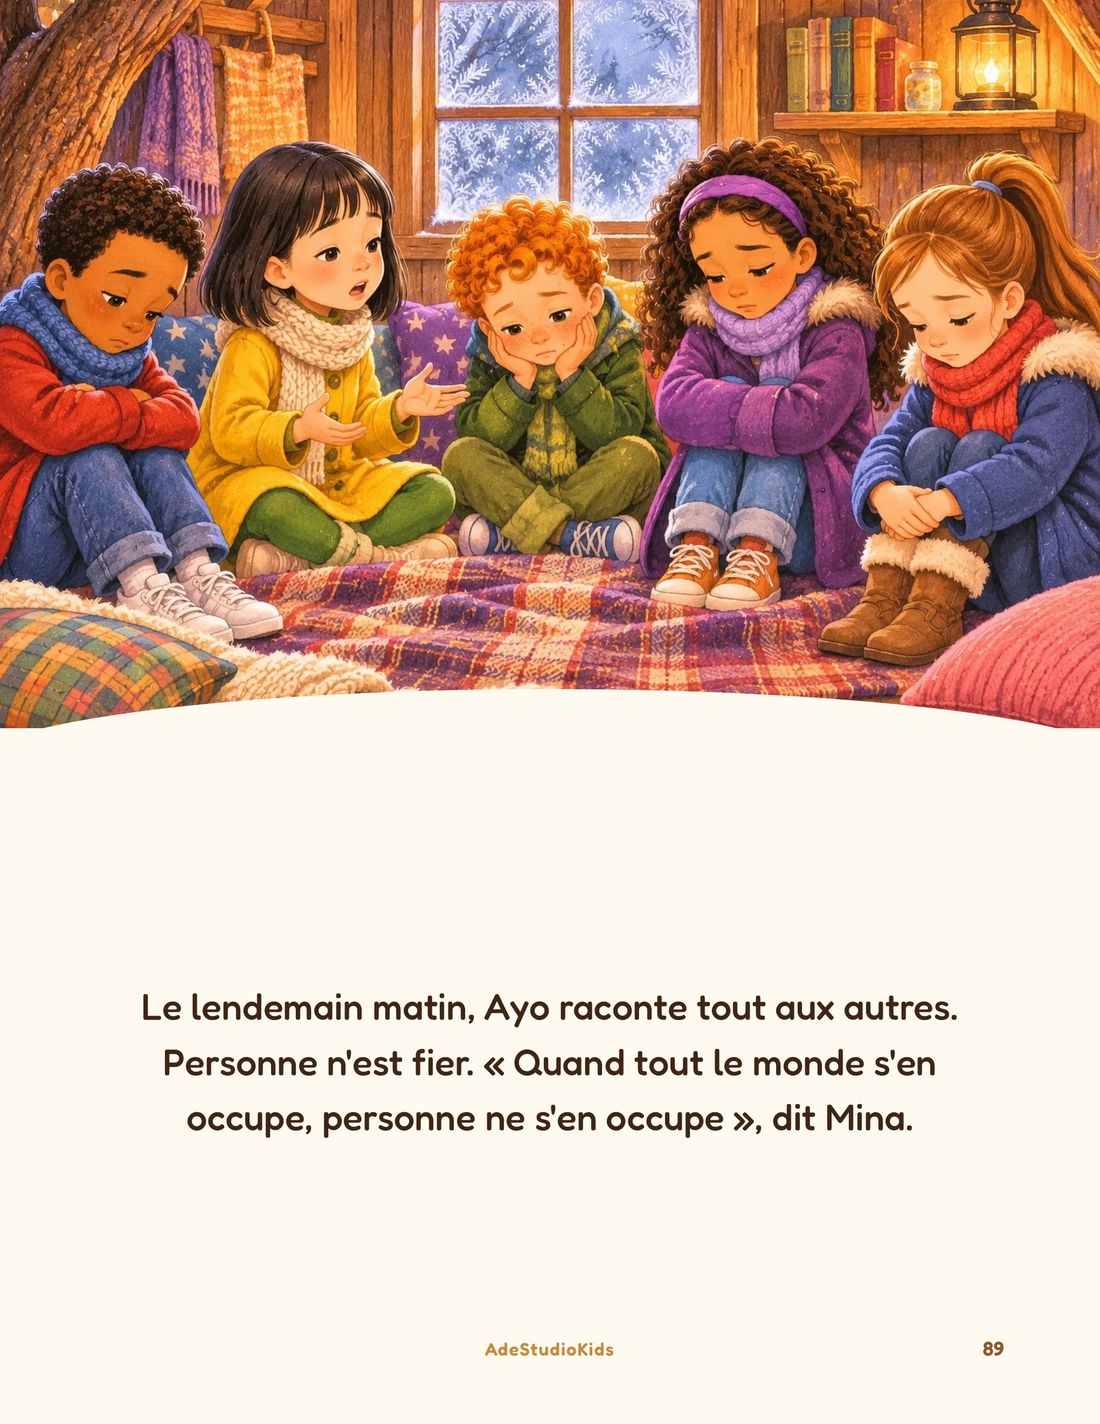 Le lendemain matin, Ayo raconte tout aux autres.
Personne n'est fier. « Quand tout le monde s'en
occupe, personne ne s'en occupe », dit Mina.
AdeStudioKids
89